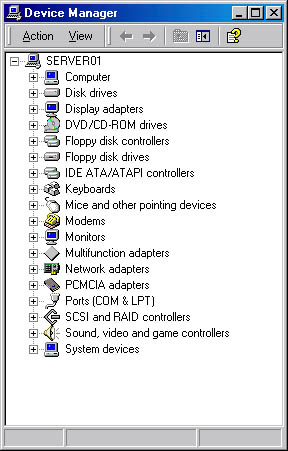 Device Manager
Action View
SERVER01
Computer
Disk drives
Display adapters
DVD/CD-ROM drives
Floppy disk controllers
Floppy disk drives
IDE ATA/ATAPI controllers
Keyboards
Mice and other pointing devices
Modems
Monitors
Multifunction adapters
Network adapters
PCMCIA adapters
Ports (COM & LPT)
SCSI and RAID controllers
Sound, video and game controllers
System devices